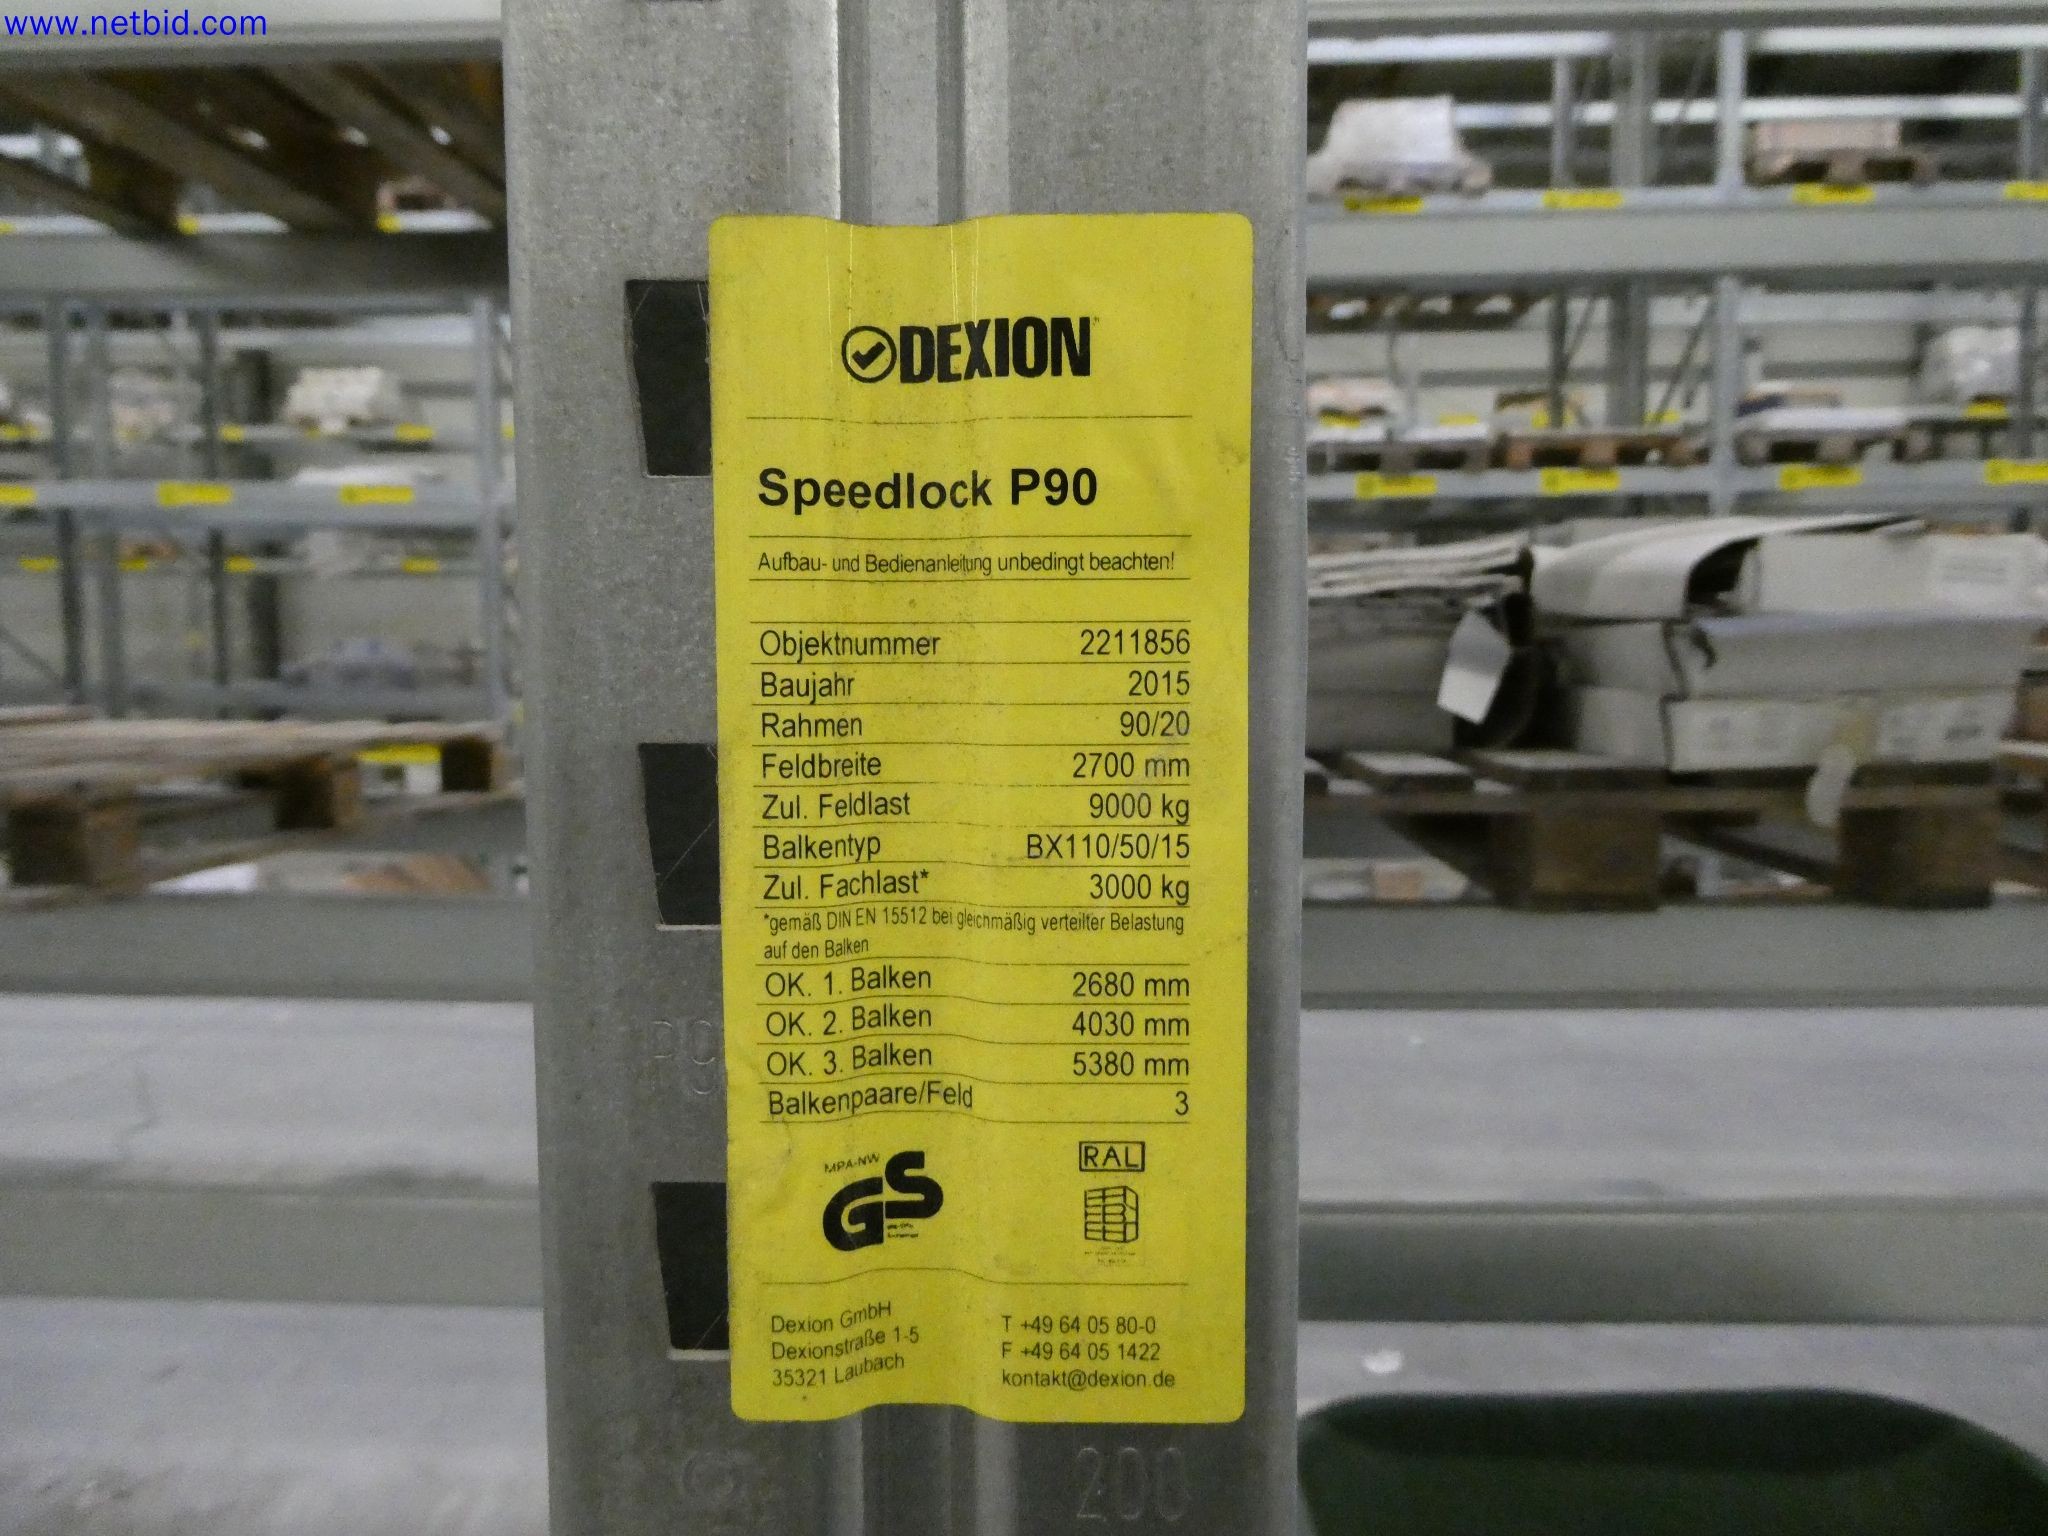 www.netbid.com
DEXION
Speedlock P90
Aufbau- und Bedienanleitung unbedingt beachten!
Objektnummer 2211856
Baujahr 2015
Rahmen 90/20
Feldbreite 2700 mm
Zul. Feldlast 9000 kg
Balkentyp BX110/50/15
Zul. Fachlast* 3000 kg
*gemäß DIN EN 15512 bei gleichmäßig verteilter Belastung
auf den Balken
OK. 1. Balken 2680 mm
OK. 2. Balken 4030 mm
OK. 3. Balken 5380 mm
Balkenpaare/Feld 3
MPA-NW
GS
RAL
Dexion GmbH
Dexionstraße 1-5
35321 Laubach
T +49 64 05 80-0
F +49 64 05 1422
kontakt@dexion.de
200